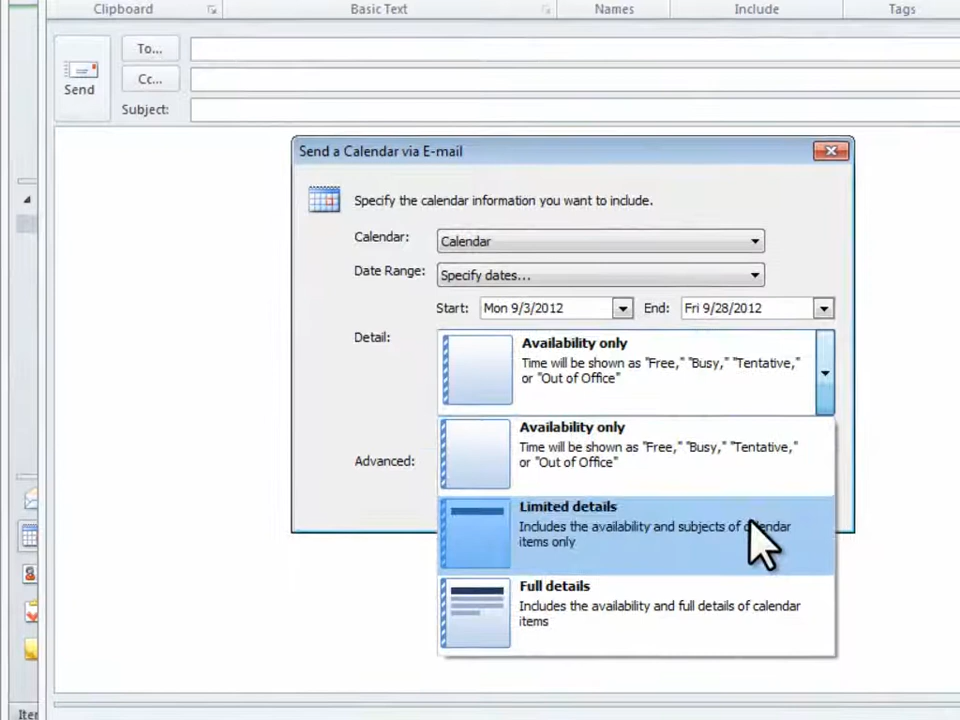 Clipboard
Basic Text
Names
Include
Tags
To...
Cc...
Send
Subject:
Send a Calendar via E-mail
Specify the calendar information you want to include.
Calendar: Calendar
Date Range: Specify dates...
Start: Mon 9/3/2012 End: Fri 9/28/2012
Detail:
Availability only
Time will be shown as "Free," "Busy," "Tentative,"
or "Out of Office"
Availability only
Time will be shown as "Free," "Busy," "Tentative,"
or "Out of Office"
Advanced:
Limited details
Includes the availability and subjects of calendar
items only
Full details
Includes the availability and full details of calendar
items